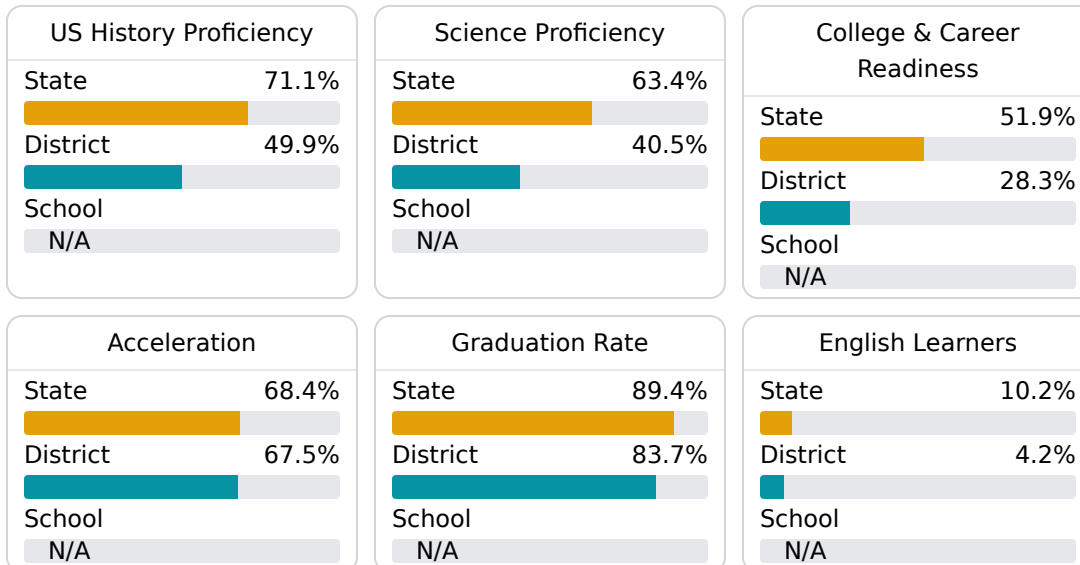 US History Proficiency
State 71.1%
District 49.9%
School
N/A
Science Proficiency
State 63.4%
District 40.5%
School
N/A
College & Career
Readiness
State 51.9%
District 28.3%
School
N/A
Acceleration
State 68.4%
District 67.5%
School
N/A
Graduation Rate
State 89.4%
District 83.7%
School
N/A
English Learners
State 10.2%
District 4.2%
School
N/A